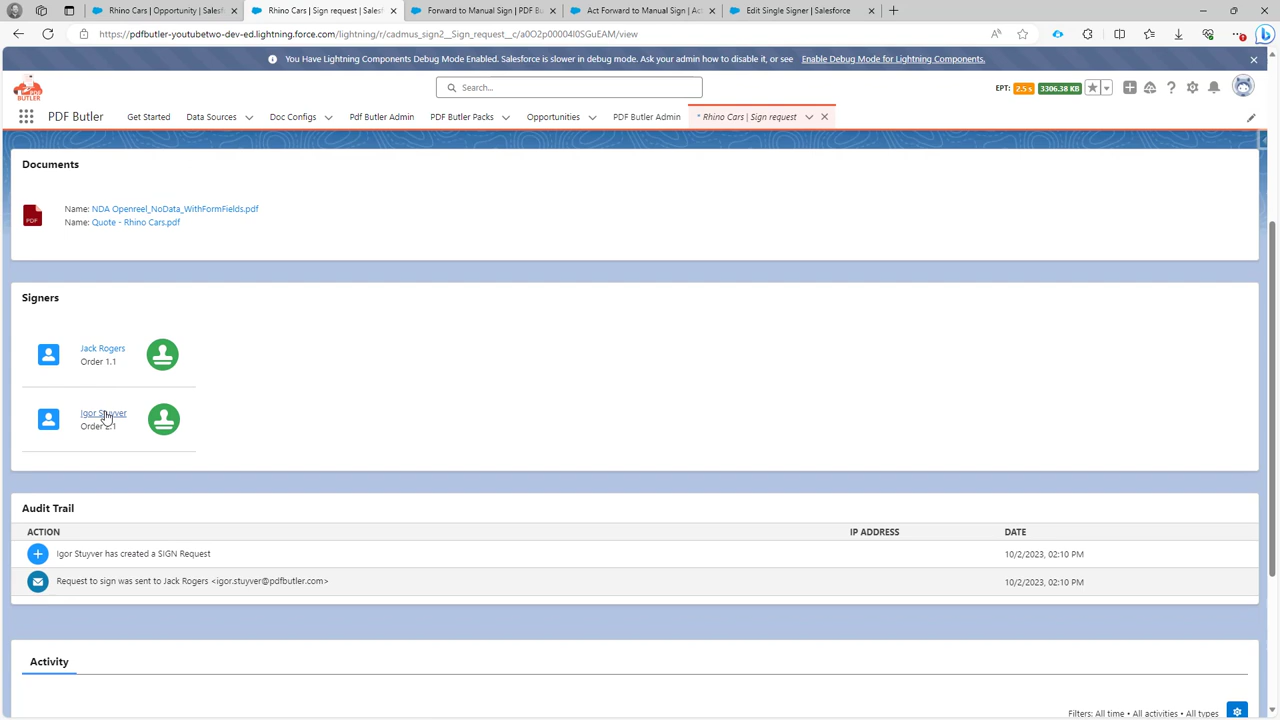 Rhino Cars | Opportunity | Salesf
Rhino Cars | Sign request | Salesf
Forward to Manual Sign | PDF Bu
Act Forward to Manual Sign | Ac
Edit Single Signer | Salesforce
https://pdfbutler-youtubetwo-dev-ed.lightning.force.com/lightning/r/cadmus_sign2__Sign_request__c/a0O2p00004I0SGuEAM/view
You Have Lightning Components Debug Mode Enabled. Salesforce is slower in debug mode. Ask your admin how to disable it, or see Enable Debug Mode for Lightning Components.
BUTLER
Search...
EPT: 2.5 s 3306.38 KB
PDF Butler Get Started Data Sources Doc Configs Pdf Butler Admin PDF Butler Packs Opportunities PDF Butler Admin * Rhino Cars | Sign request
Documents
PDF
Name: NDA Openreel_NoData_WithFormFields.pdf
Name: Quote - Rhino Cars.pdf
Signers
Jack Rogers
Order 1.1
Igor Stuyver
Order 2.1
Audit Trail
ACTION IP ADDRESS DATE
Igor Stuyver has created a SIGN Request 10/2/2023, 02:10 PM
Request to sign was sent to Jack Rogers <igor.stuyver@pdfbutler.com> 10/2/2023, 02:10 PM
Activity
Filters: All time • All activities • All types